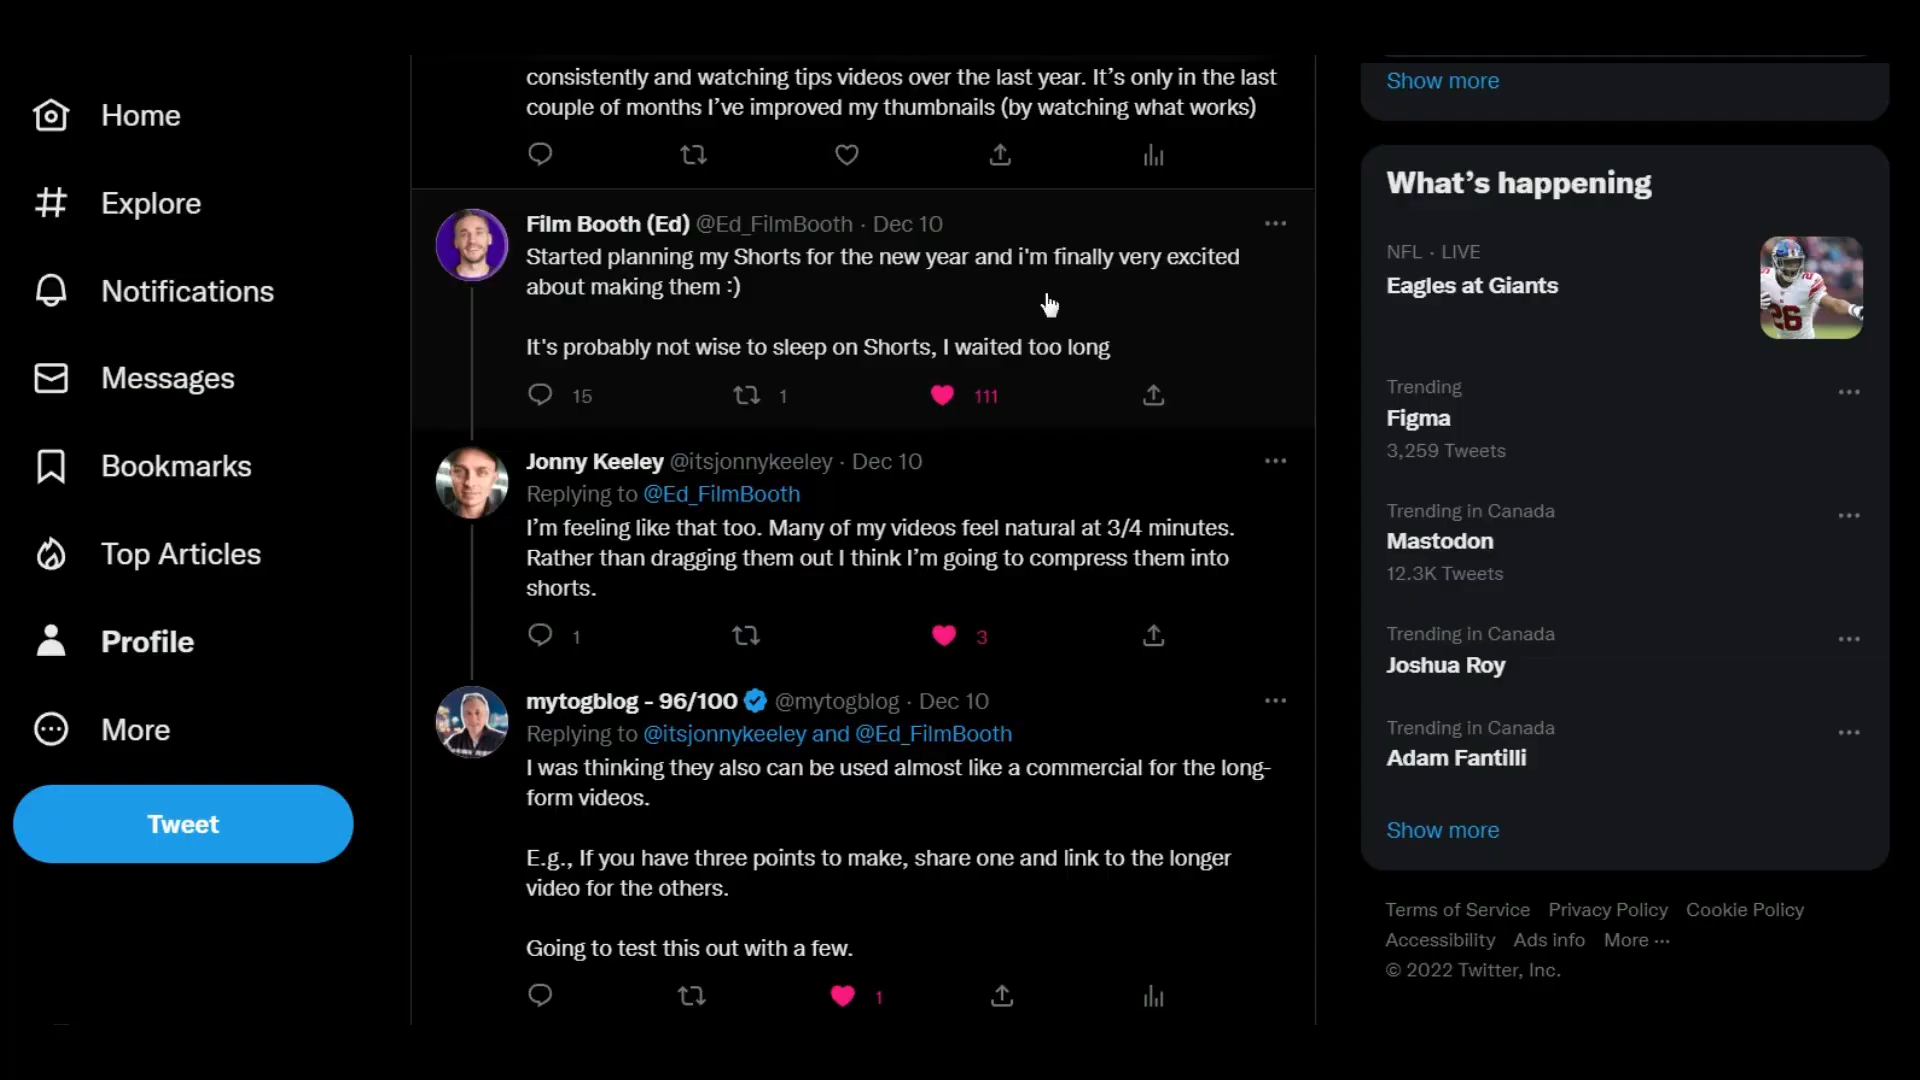 Home
Explore
Notifications
Messages
Bookmarks
Top Articles
Profile
More
Tweet
consistently and watching tips videos over the last year. It’s only in the last
couple of months I’ve improved my thumbnails (by watching what works)
Film Booth (Ed) @Ed_FilmBooth · Dec 10
Started planning my Shorts for the new year and i'm finally very excited
about making them :)
It's probably not wise to sleep on Shorts, I waited too long
15 1 111
Jonny Keeley @itsjonnykeeley · Dec 10
Replying to @Ed_FilmBooth
I’m feeling like that too. Many of my videos feel natural at 3/4 minutes.
Rather than dragging them out I think I’m going to compress them into
shorts.
1 3
mytogblog - 96/100 @mytogblog · Dec 10
Replying to @itsjonnykeeley and @Ed_FilmBooth
I was thinking they also can be used almost like a commercial for the long-
form videos.
E.g., If you have three points to make, share one and link to the longer
video for the others.
Going to test this out with a few.
1
Show more
What’s happening
NFL · LIVE
Eagles at Giants
26
Trending
Figma
3,259 Tweets
Trending in Canada
Mastodon
12.3K Tweets
Trending in Canada
Joshua Roy
Trending in Canada
Adam Fantilli
Show more
Terms of Service Privacy Policy Cookie Policy
Accessibility Ads info More ···
© 2022 Twitter, Inc.